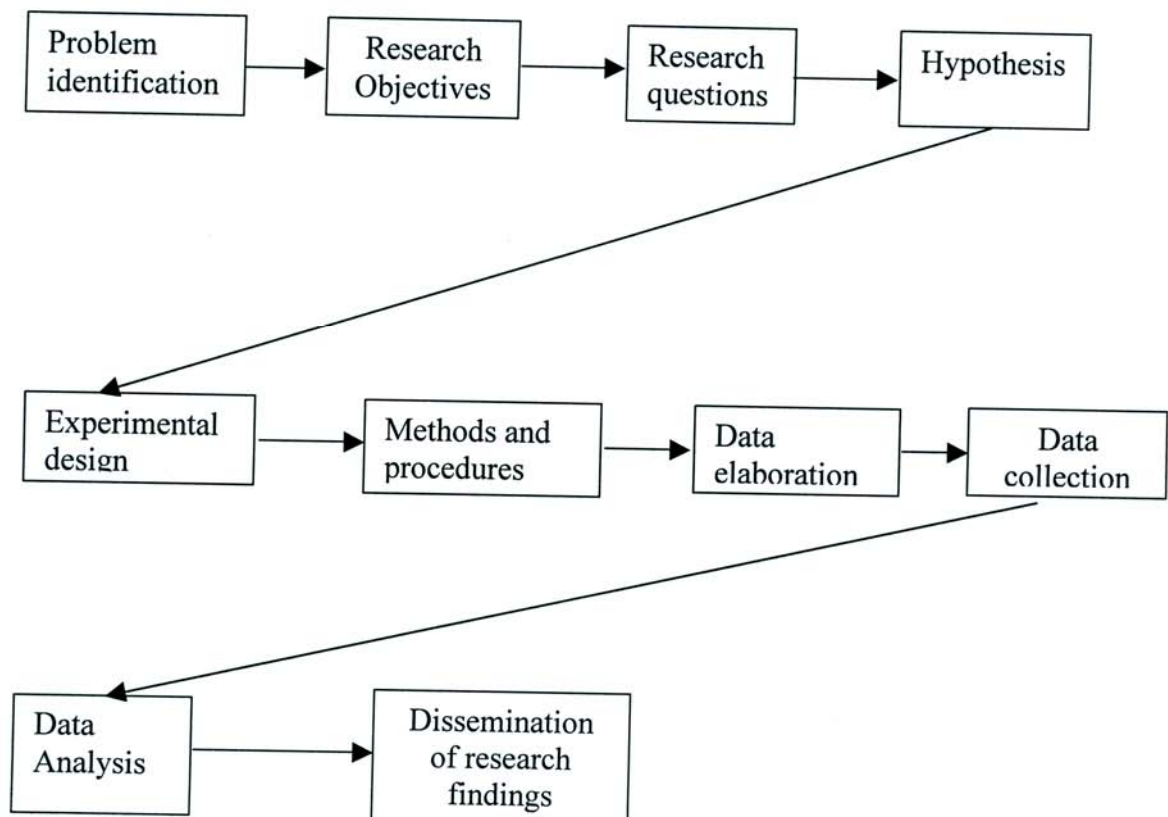 Problem
identification
Research
Objectives
Research
questions
Hypothesis
Experimental
design
Methods and
procedures
Data
elaboration
Data
collection
Data
Analysis
Dissemination
of research
findings